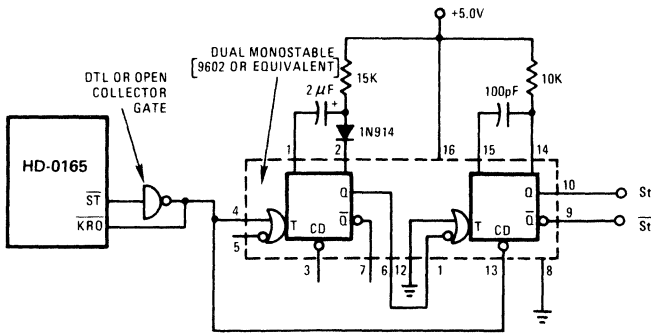 +5.0V
DUAL MONOSTABLE
[9602 OR EQUIVALENT]
DTL OR OPEN
COLLECTOR
GATE
15K
10K
2 μF
+
100pF
1N914
1
2
16
15
14
HD-0165
ST
KRO
4
5
T
Q
Q
CD
3
7
6
12
1
T
Q
Q
CD
13
8
10
9
St
St